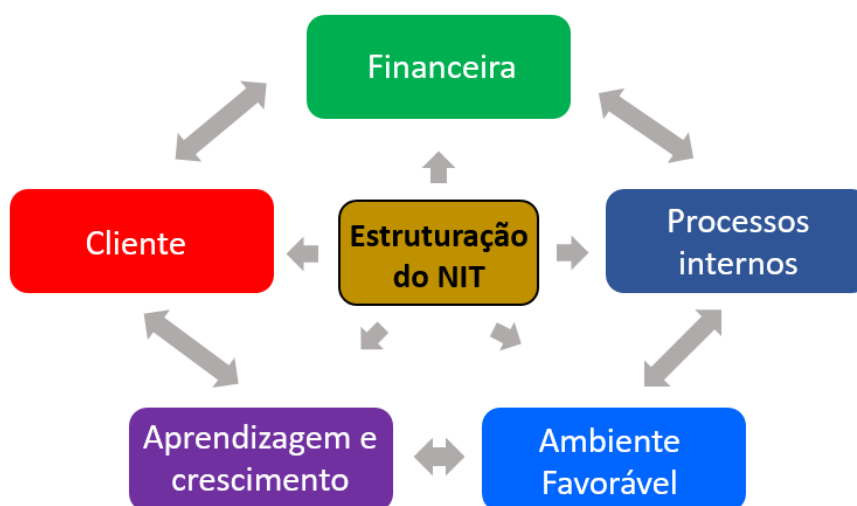 Financeira
Cliente
Estruturação
do NIT
Processos
internos
Aprendizagem e
crescimento
Ambiente
Favorável